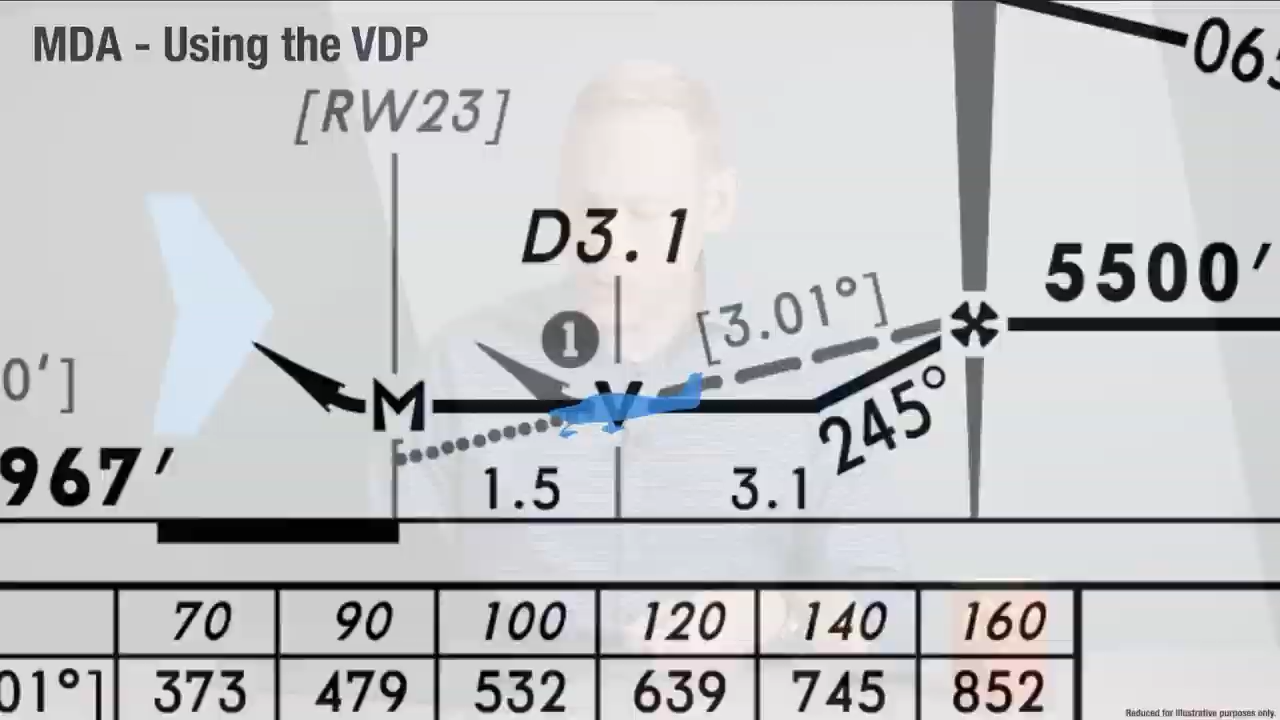 MDA - Using the VDP
065
[RW23]
D3.1
5500′
1
[3.01°]
0′]
M
V
245°
967′
1.5
3.1
70 90 100 120 140 160
01°] 373 479 532 639 745 852
Reduced for illustrative purposes only.